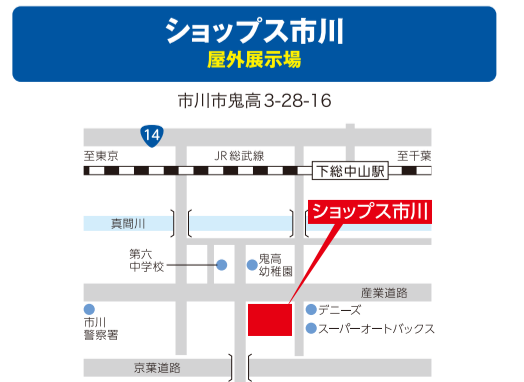 ショップス市川
屋外展示場
市川市鬼高3-28-16
14
至東京
JR総武線
至千葉
下総中山駅
ショップス市川
真間川
第六
中学校
鬼高
幼稚園
産業道路
市川
警察署
デニーズ
スーパーオートバックス
京葉道路